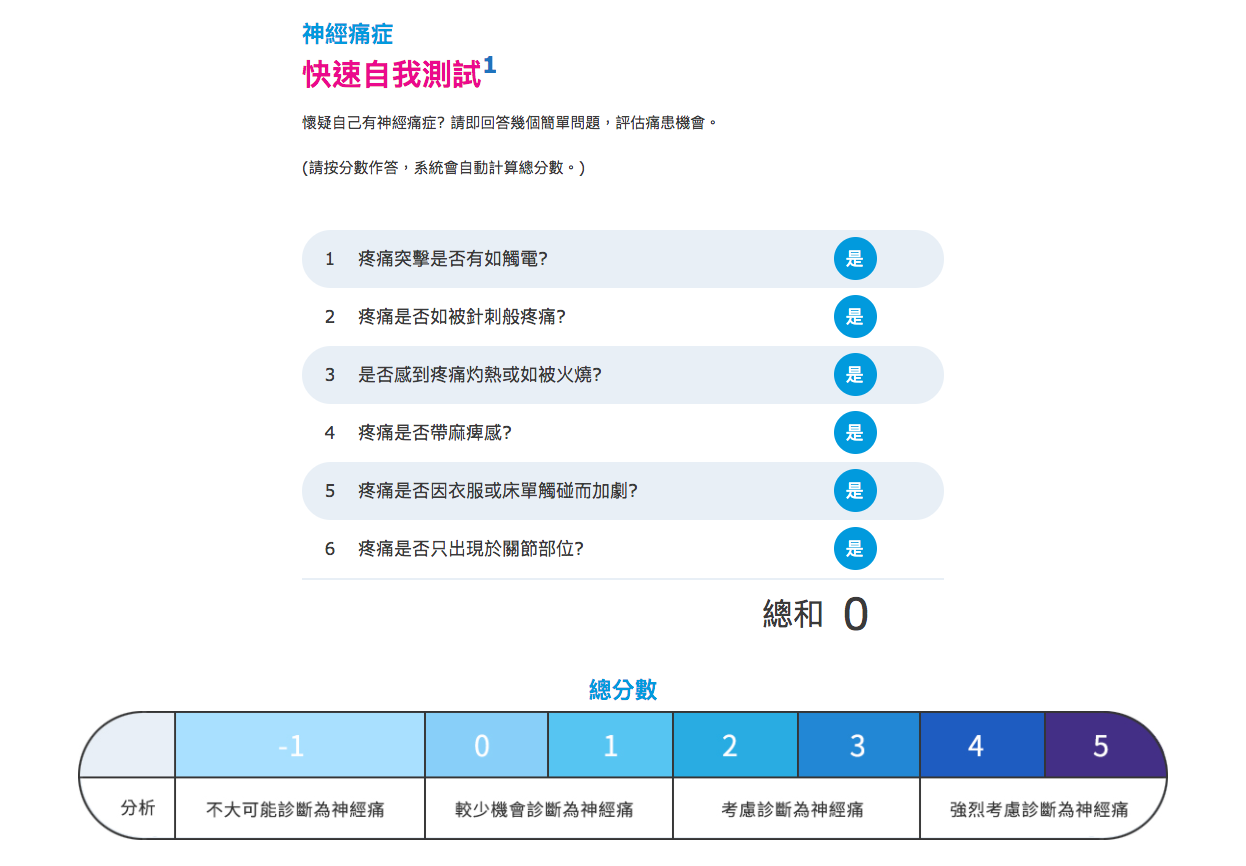 神經痛症
快速自我測試1
懷疑自己有神經痛症? 請即回答幾個簡單問題，評估痛患機會。
(請按分數作答，系統會自動計算總分數。)
1 疼痛突擊是否有如觸電? 是
2 疼痛是否如被針刺般疼痛? 是
3 是否感到疼痛灼熱或如被火燒? 是
4 疼痛是否帶麻痺感? 是
5 疼痛是否因衣服或床單觸碰而加劇? 是
6 疼痛是否只出現於關節部位? 是
總和 0
總分數
-1 0 1 2 3 4 5
分析 不大可能診斷為神經痛 較少機會診斷為神經痛 考慮診斷為神經痛 強烈考慮診斷為神經痛